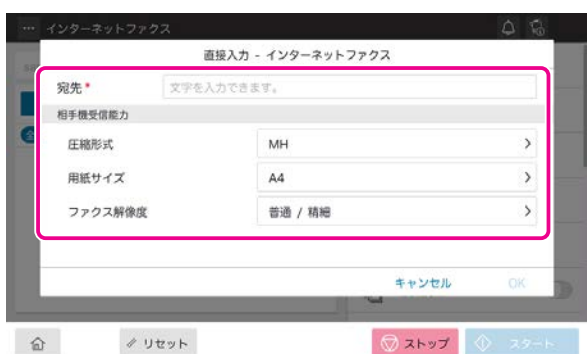 … インターネットファクス
直接入力 - インターネットファクス
宛先* 文字を入力できます。
相手機受信能力
圧縮形式 MH >
用紙サイズ A4 >
ファクス解像度 普通 / 精細 >
キャンセル OK
リセット ストップ スタート